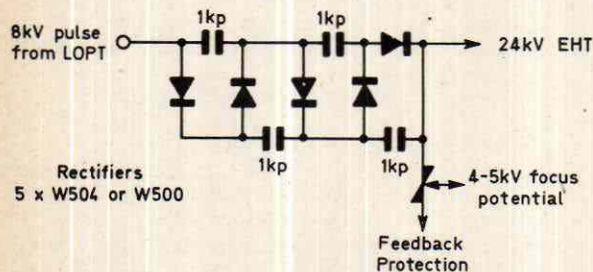 1kp
1kp
8kV pulse
from LOPT
24kV EHT
1kp
1kp
Rectifiers
5 x W504 or W500
4-5kV focus
potential
Feedback
Protection